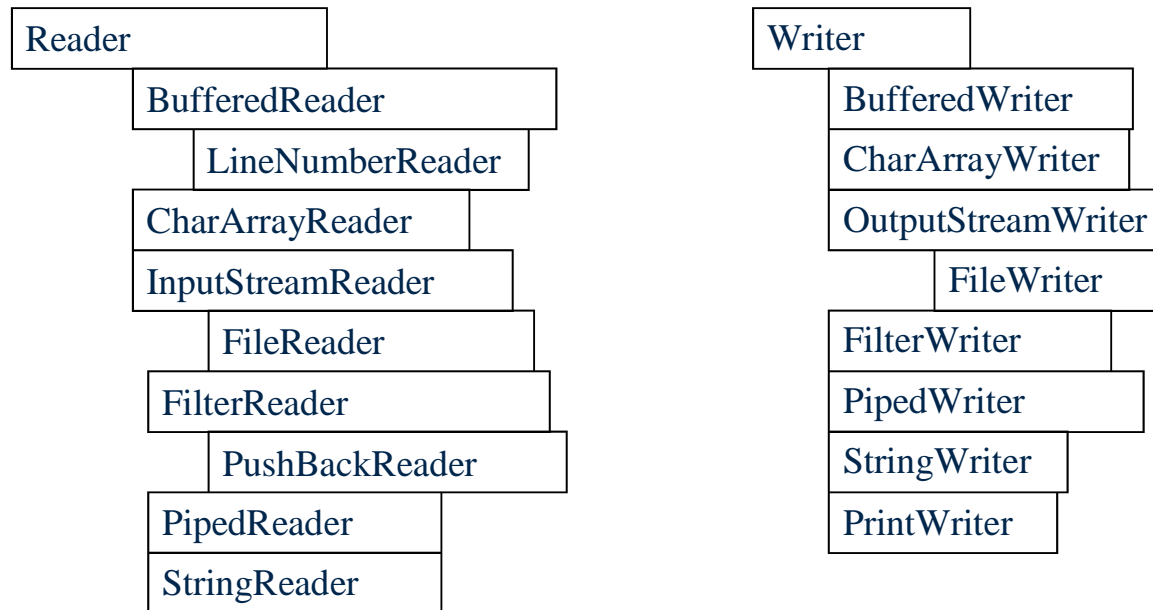 Reader
BufferedReader
LineNumberReader
CharArrayReader
InputStreamReader
FileReader
FilterReader
PushBackReader
PipedReader
StringReader
Writer
BufferedWriter
CharArrayWriter
OutputStreamWriter
FileWriter
FilterWriter
PipedWriter
StringWriter
PrintWriter